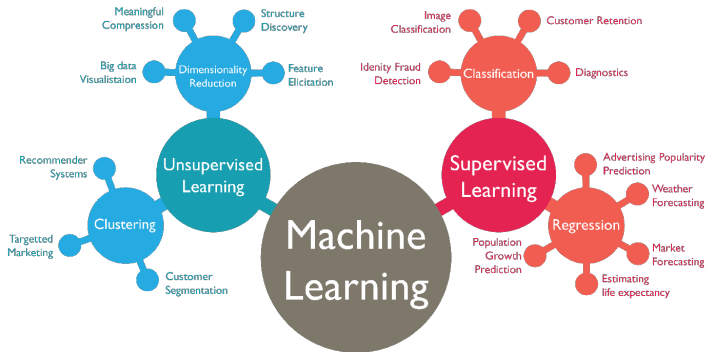 Meaningful
Compression
Structure
Discovery
Big data
Visualistaion
Dimensionality
Reduction
Feature
Elicitation
Unsupervised
Learning
Recommender
Systems
Clustering
Targetted
Marketing
Customer
Segmentation
Machine
Learning
Image
Classification
Customer Retention
Idenity Fraud
Detection
Classification
Diagnostics
Supervised
Learning
Advertising Popularity
Prediction
Weather
Forecasting
Regression
Population
Growth
Prediction
Market
Forecasting
Estimating
life expectancy